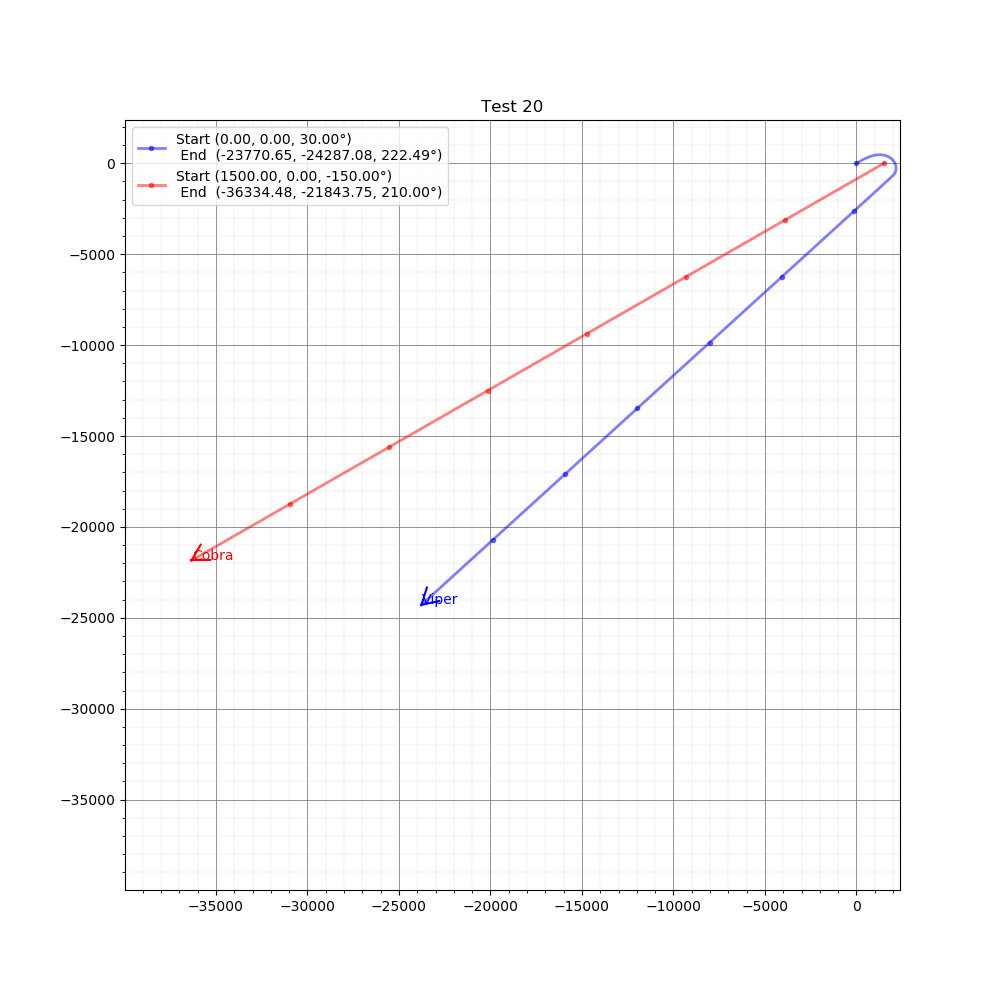 Test 20
Start (0.00, 0.00, 30.00°)
End (-23770.65, -24287.08, 222.49°)
Start (1500.00, 0.00, -150.00°)
End (-36334.48, -21843.75, 210.00°)
0
−5000
−10000
−15000
−20000
−25000
−30000
−35000
Cobra
Viper
−35000 −30000 −25000 −20000 −15000 −10000 −5000 0